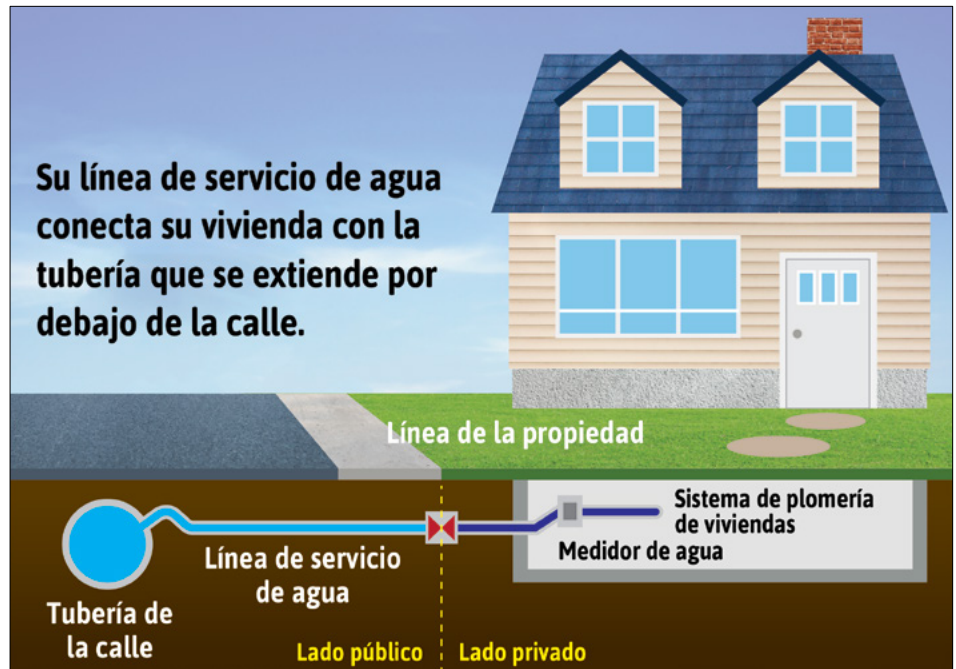 Su línea de servicio de agua
conecta su vivienda con la
tubería que se extiende por
debajo de la calle.
Línea de la propiedad
Sistema de plomería
de viviendas
Medidor de agua
Línea de servicio
de agua
Tubería de
la calle
Lado público
Lado privado